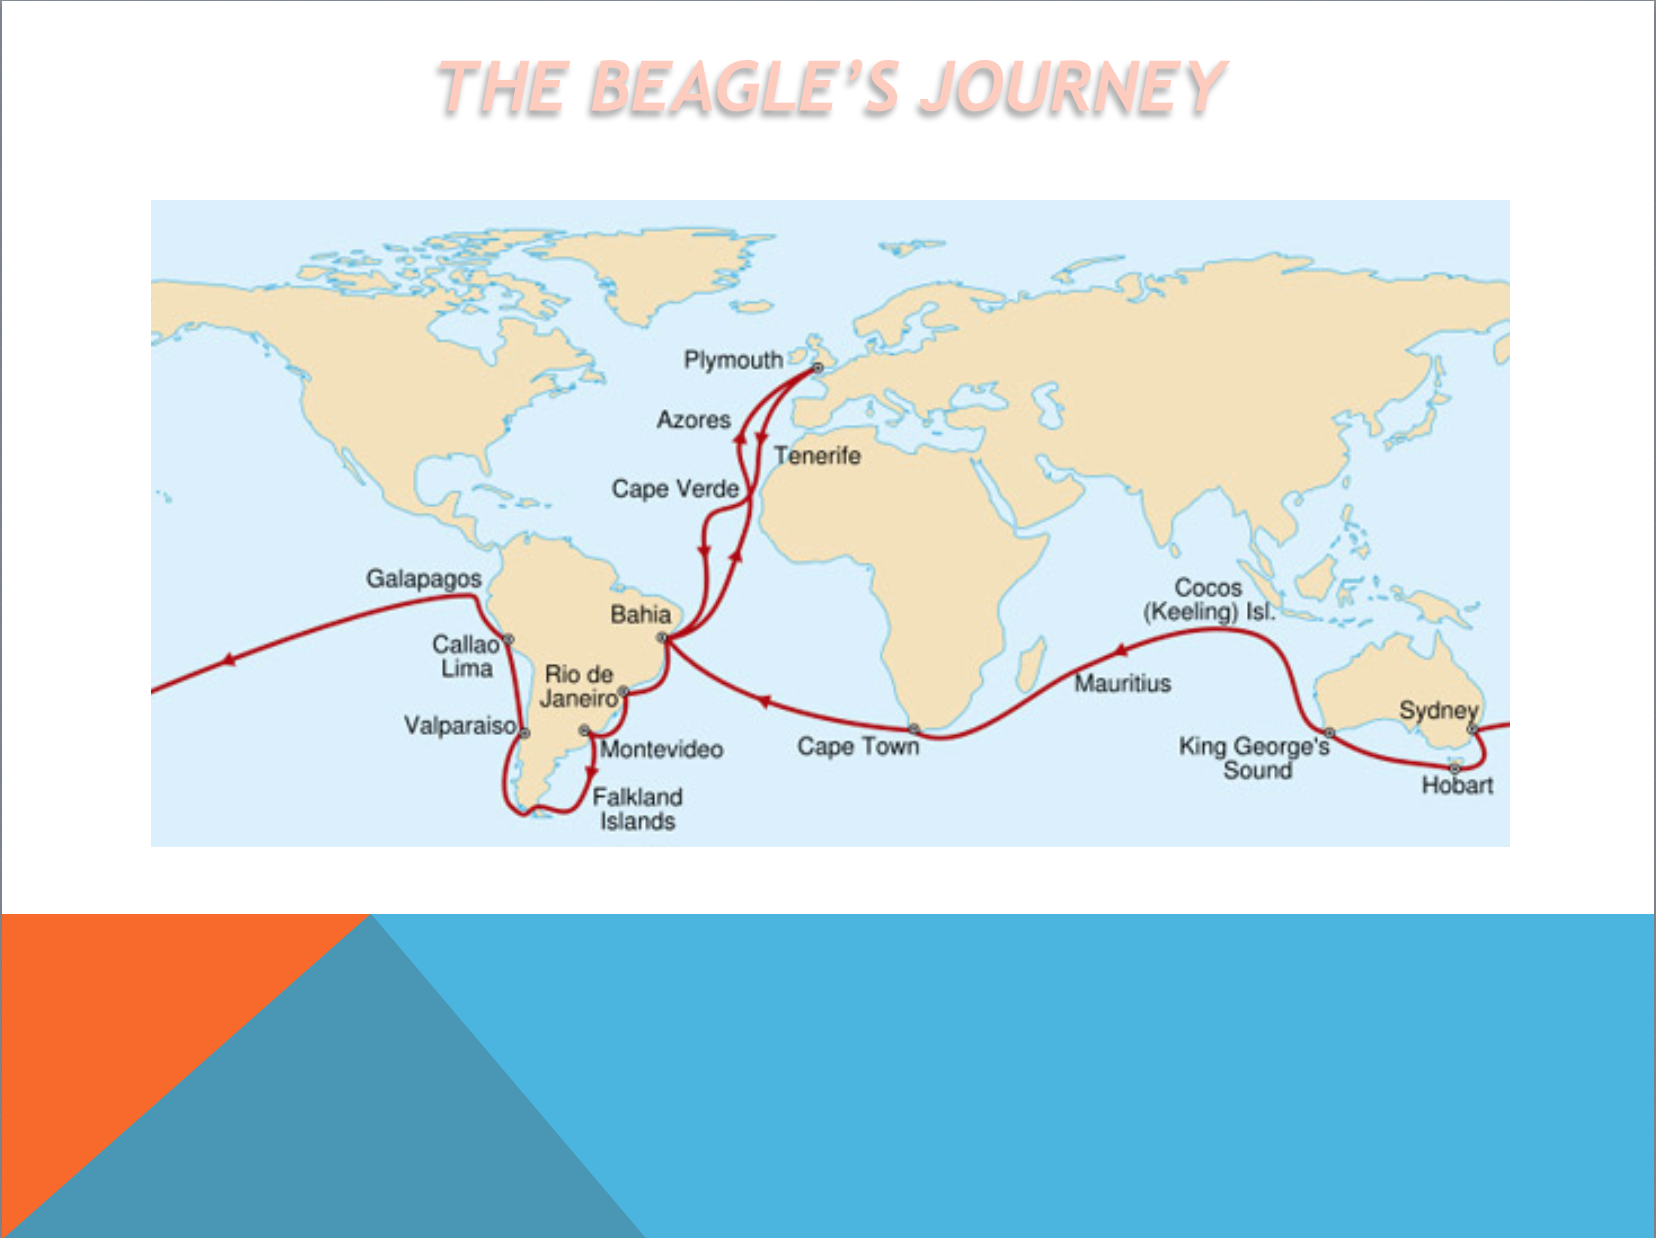 THE BEAGLE’S JOURNEY
Plymouth
Azores
Tenerife
Cape Verde
Galapagos
Bahia
Cocos
(Keeling) Isl.
Callao
Lima
Rio de
Janeiro
Mauritius
Valparaiso
Sydney
Montevideo
Cape Town
King George's
Sound
Hobart
Falkland
Islands